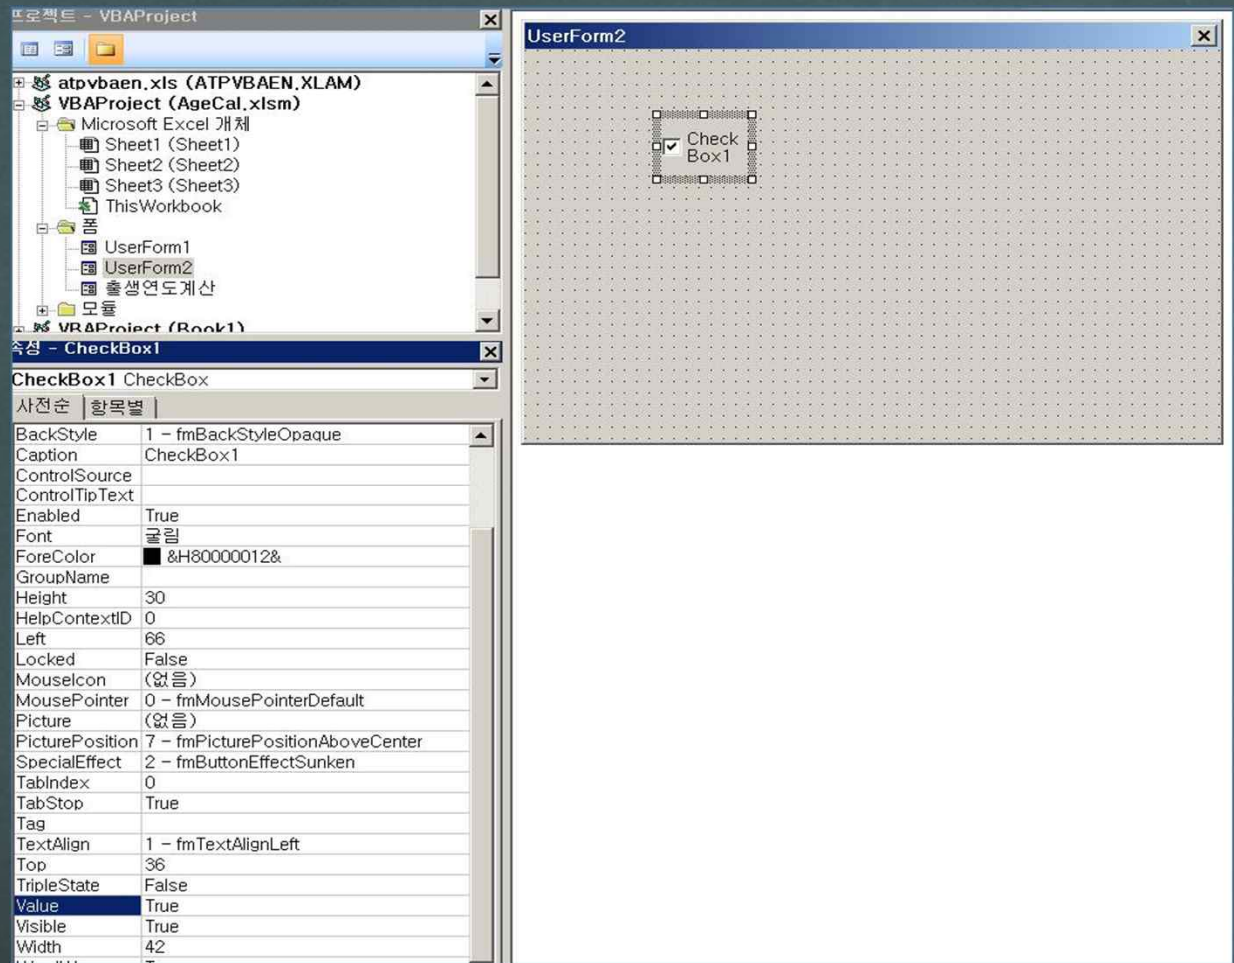 프로젝트 - VBAProject
atpvbaen.xls (ATPVBAEN.XLAM)
VBAProject (AgeCal.xlsm)
Microsoft Excel 개체
Sheet1 (Sheet1)
Sheet2 (Sheet2)
Sheet3 (Sheet3)
ThisWorkbook
폼
UserForm1
UserForm2
출생연도계산
모듈
VBAProject (Book1)
속성 - CheckBox1
CheckBox1 CheckBox
사전순 항목별
BackStyle 1 - fmBackStyleOpaque
Caption CheckBox1
ControlSource
ControlTipText
Enabled True
Font 굴림
ForeColor &H80000012&
GroupName
Height 30
HelpContextID 0
Left 66
Locked False
MouseIcon (없음)
MousePointer 0 - fmMousePointerDefault
Picture (없음)
PicturePosition 7 - fmPicturePositionAboveCenter
SpecialEffect 2 - fmButtonEffectSunken
TabIndex 0
TabStop True
Tag
TextAlign 1 - fmTextAlignLeft
Top 36
TripleState False
Value True
Visible True
Width 42
UserForm2
Check
Box1